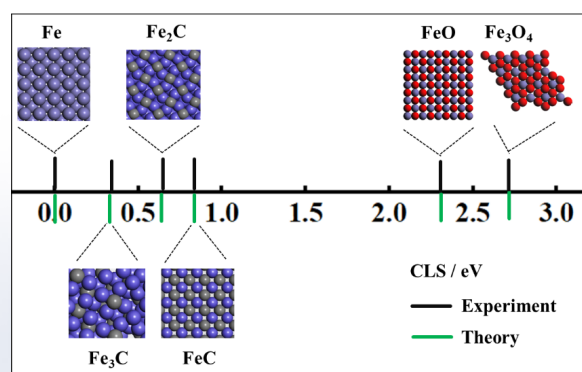 Fe Fe₂C FeO Fe₃O₄
0.0 0.5 1.0 1.5 2.0 2.5 3.0
CLS / eV
Experiment
Theory
Fe₃C FeC